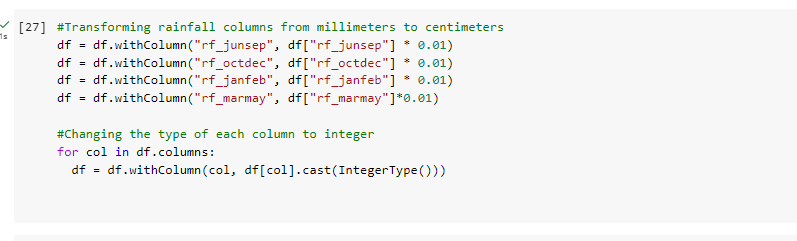 [27] #Transforming rainfall columns from millimeters to centimeters
1s
df = df.withColumn("rf_junsep", df["rf_junsep"] * 0.01)
df = df.withColumn("rf_octdec", df["rf_octdec"] * 0.01)
df = df.withColumn("rf_janfeb", df["rf_janfeb"] * 0.01)
df = df.withColumn("rf_marmay", df["rf_marmay"]*0.01)
#Changing the type of each column to integer
for col in df.columns:
  df = df.withColumn(col, df[col].cast(IntegerType()))